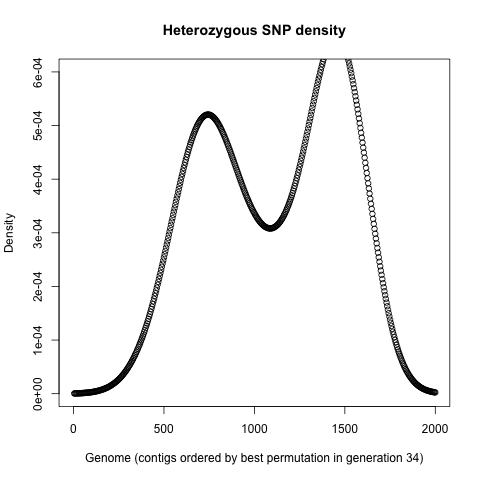 Heterozygous SNP density
6e-04
5e-04
4e-04
3e-04
2e-04
1e-04
0e+00
Density
0 500 1000 1500 2000
Genome (contigs ordered by best permutation in generation 34)